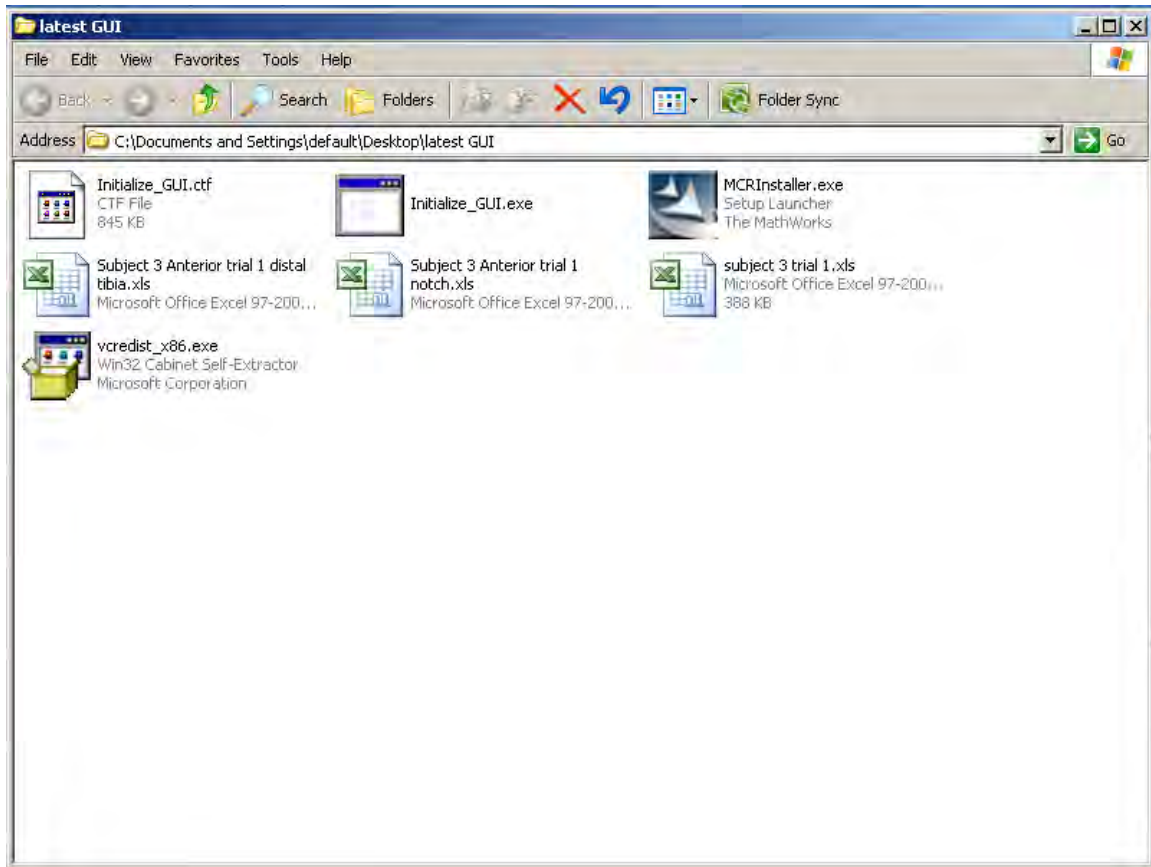 latest GUI
File Edit View Favorites Tools Help
Back Search Folders Folder Sync
Address C:\Documents and Settings\default\Desktop\latest GUI Go
Initialize_GUI.ctf
CTF File
845 KB
Initialize_GUI.exe
MCRInstaller.exe
Setup Launcher
The MathWorks
Subject 3 Anterior trial 1 distal
tibia.xls
Microsoft Office Excel 97-200...
Subject 3 Anterior trial 1
notch.xls
Microsoft Office Excel 97-200...
subject 3 trial 1.xls
Microsoft Office Excel 97-200...
388 KB
vcredist_x86.exe
Win32 Cabinet Self-Extractor
Microsoft Corporation